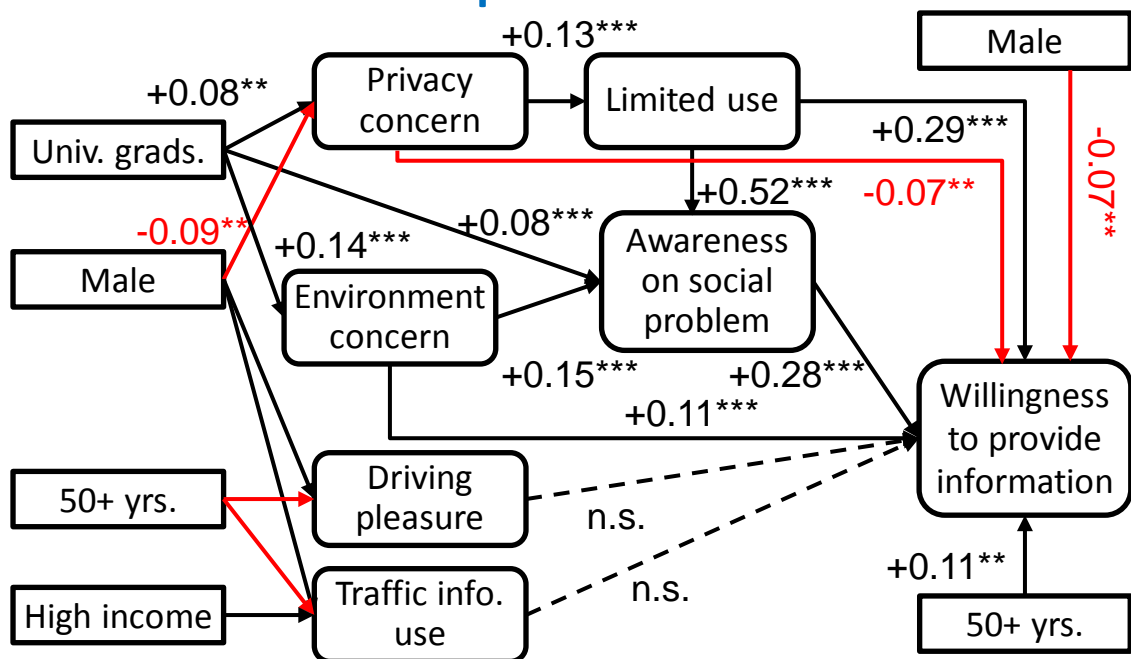 +0.13***
Male
Privacy
concern
Limited use
+0.08**
+0.29***
Univ. grads.
-0.07**
-0.07**
+0.52***
-0.09**
+0.08***
+0.14***
Awareness
on social
problem
Male
Environment
concern
+0.15***
+0.28***
+0.11***
Willingness
to provide
information
50+ yrs.
Driving
pleasure
n.s.
n.s.
+0.11**
High income
Traffic info.
use
50+ yrs.